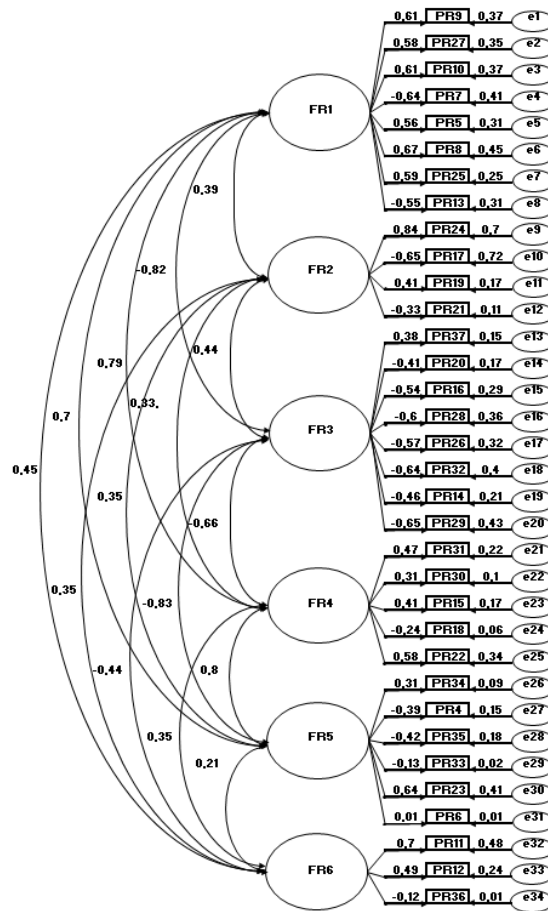 0,61 PR9 0,37 e1
0,58 PR27 0,35 e2
0,61 PR10 0,37 e3
-0,64 PR7 0,41 e4
0,56 PR5 0,31 e5
0,67 PR8 0,45 e6
0,59 PR25 0,25 e7
-0,55 PR13 0,31 e8
FR1
0,39
0,84 PR24 0,7 e9
-0,65 PR17 0,72 e10
0,41 PR19 0,17 e11
-0,33 PR21 0,11 e12
-0,82
FR2
0,38 PR37 0,15 e13
-0,41 PR20 0,17 e14
-0,54 PR16 0,29 e15
-0,6 PR28 0,36 e16
-0,57 PR26 0,32 e17
-0,64 PR32 0,4 e18
-0,46 PR14 0,21 e19
-0,65 PR29 0,43 e20
0,79
0,44
0,33.
0,7
FR3
0,45
0,35
-0,66
0,47 PR31 0,22 e21
0,31 PR30 0,1 e22
0,41 PR15 0,17 e23
-0,24 PR18 0,06 e24
0,58 PR22 0,34 e25
0,35
-0,83
FR4
-0,44
0,8
0,31 PR34 0,09 e26
-0,39 PR4 0,15 e27
-0,42 PR35 0,18 e28
-0,13 PR33 0,02 e29
0,64 PR23 0,41 e30
0,01 PR6 0,01 e31
0,35
FR5
0,21
0,7 PR11 0,48 e32
0,49 PR12 0,24 e33
-0,12 PR36 0,01 e34
FR6